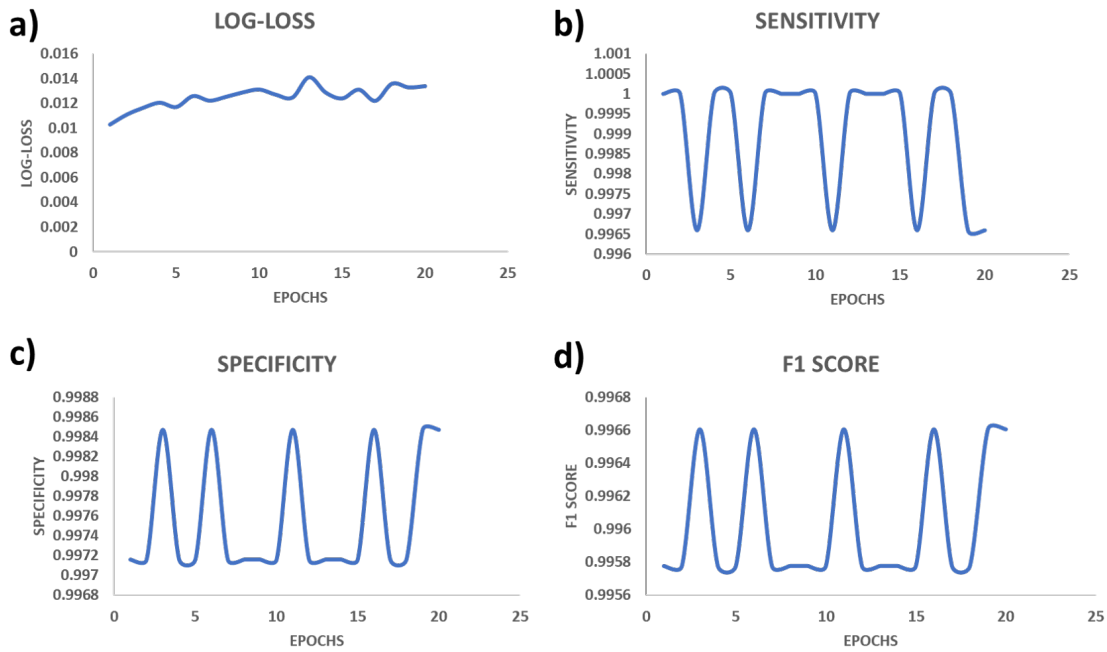 a)
LOG-LOSS
0.016
0.014
0.012
0.01
0.008
0.006
0.004
0.002
0
LOG-LOSS
0 5 10 15 20 25
EPOCHS
b)
SENSITIVITY
1.001
1.0005
1
0.9995
0.999
0.9985
0.998
0.9975
0.997
0.9965
0.996
SENSITIVITY
0 5 10 15 20 25
EPOCHS
c)
SPECIFICITY
0.9988
0.9986
0.9984
0.9982
0.998
0.9978
0.9976
0.9974
0.9972
0.997
0.9968
SPECIFICITY
0 5 10 15 20 25
EPOCHS
d)
F1 SCORE
0.9968
0.9966
0.9964
0.9962
0.996
0.9958
0.9956
F1 SCORE
0 5 10 15 20 25
EPOCHS